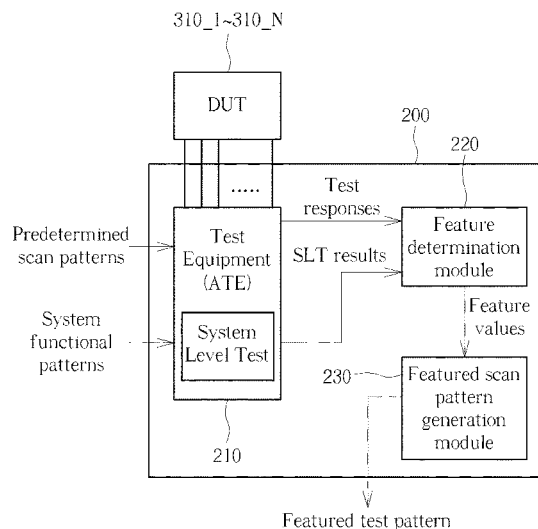 310_1~310_N
DUT
200
220
.....
Test
responses
Feature
determination
module
Predetermined
scan patterns
Test
Equipment
(ATE)
SLT results
System
functional
patterns
System
Level Test
Feature
values
230
Featured scan
pattern
generation
module
210
Featured test pattern